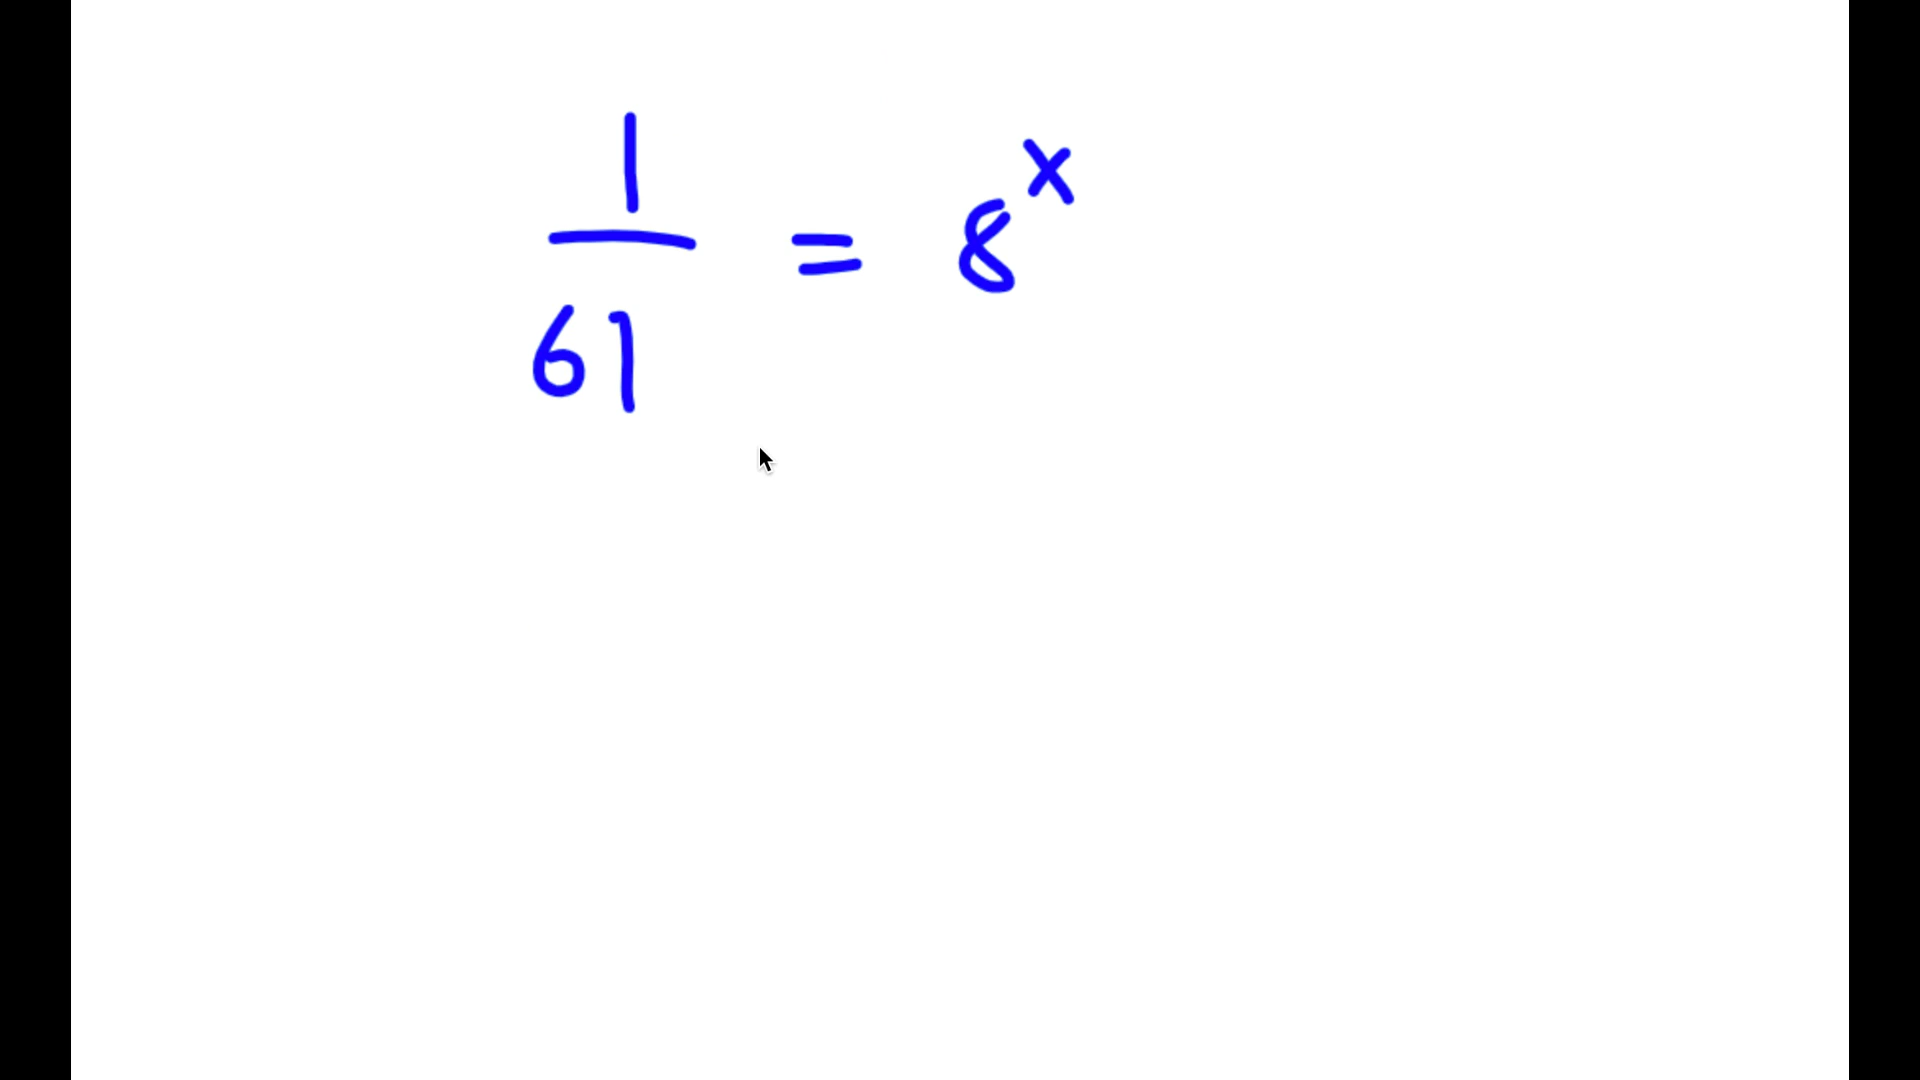 1/61 = 8^x